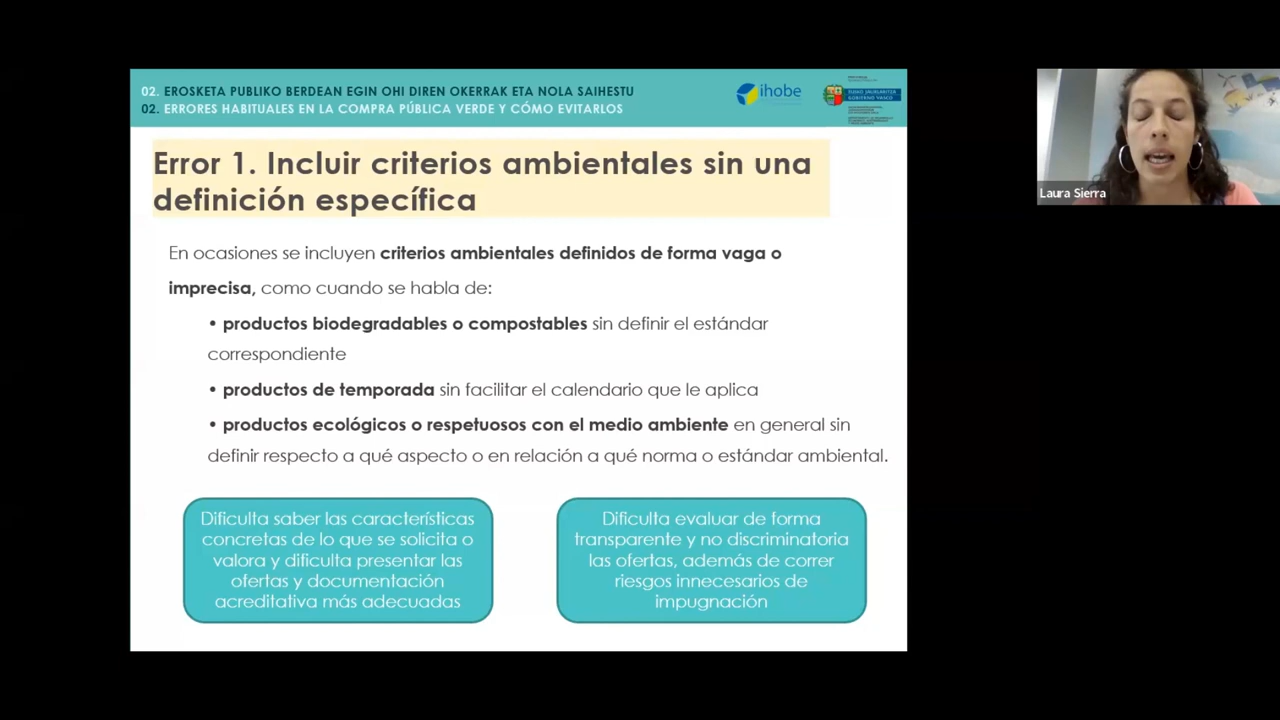 02. EROSKETA PUBLIKO BERDEAN EGIN OHI DIREN OKERRAK ETA NOLA SAIHESTU
02. ERRORES HABITUALES EN LA COMPRA PÚBLICA VERDE Y CÓMO EVITARLOS
ihobe
EUSKO JAURLARITZA
GOBIERNO VASCO
Laura Sierra
Error 1. Incluir criterios ambientales sin una
definición específica
En ocasiones se incluyen criterios ambientales definidos de forma vaga o
imprecisa, como cuando se habla de:
• productos biodegradables o compostables sin definir el estándar
correspondiente
• productos de temporada sin facilitar el calendario que le aplica
• productos ecológicos o respetuosos con el medio ambiente en general sin
definir respecto a qué aspecto o en relación a qué norma o estándar ambiental.
Dificulta saber las características
concretas de lo que se solicita o
valora y dificulta presentar las
ofertas y documentación
acreditativa más adecuadas
Dificulta evaluar de forma
transparente y no discriminatoria
las ofertas, además de correr
riesgos innecesarios de
impugnación